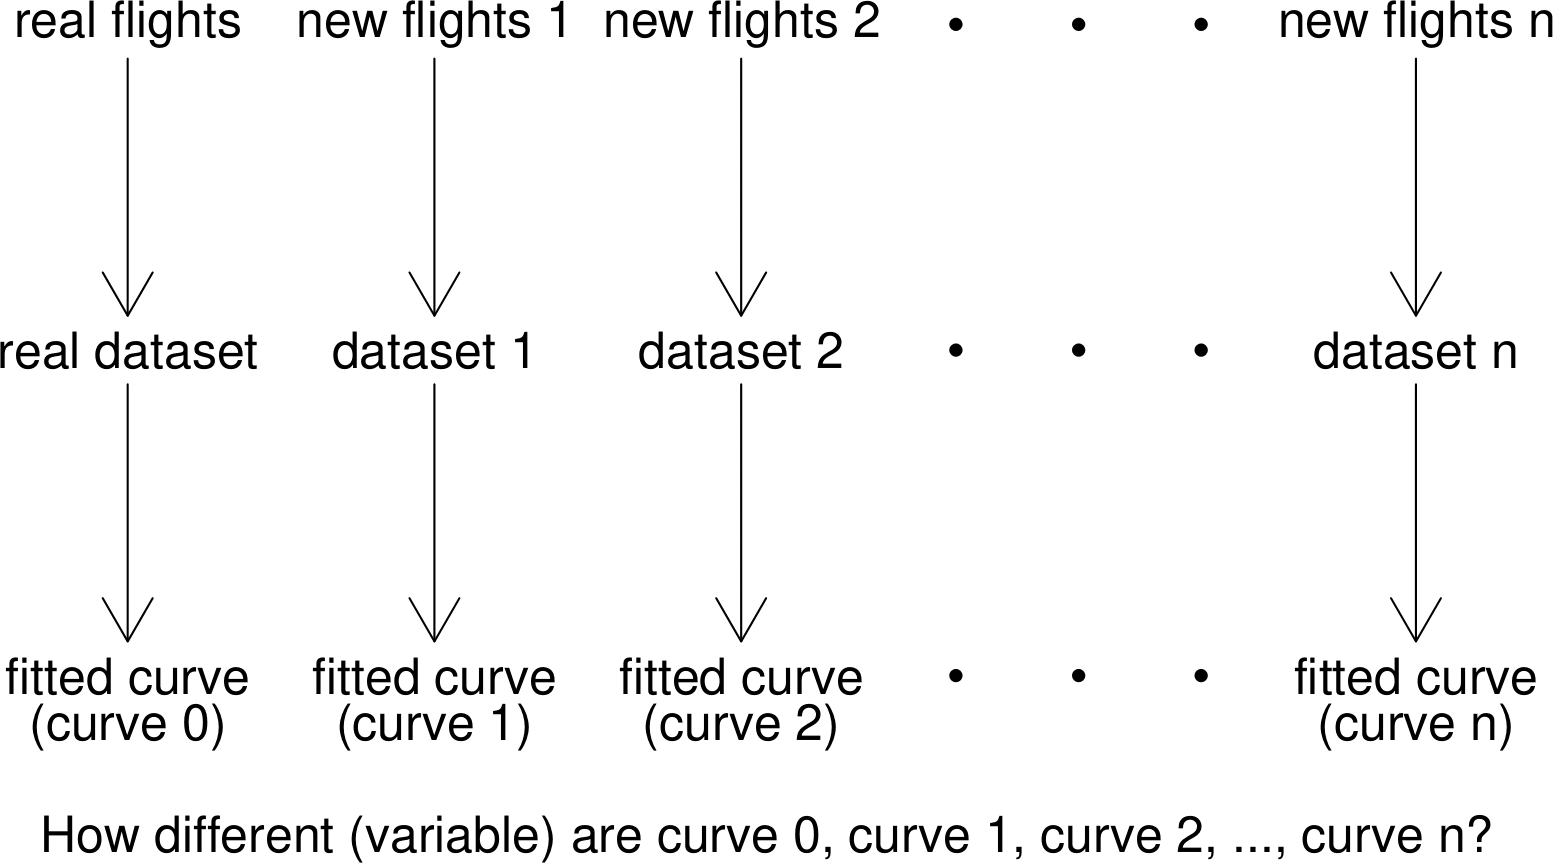 real flights new flights 1 new flights 2 • • • new flights n
real dataset dataset 1 dataset 2 • • • dataset n
fitted curve fitted curve fitted curve • • • fitted curve
(curve 0) (curve 1) (curve 2) (curve n)
How different (variable) are curve 0, curve 1, curve 2, ..., curve n?